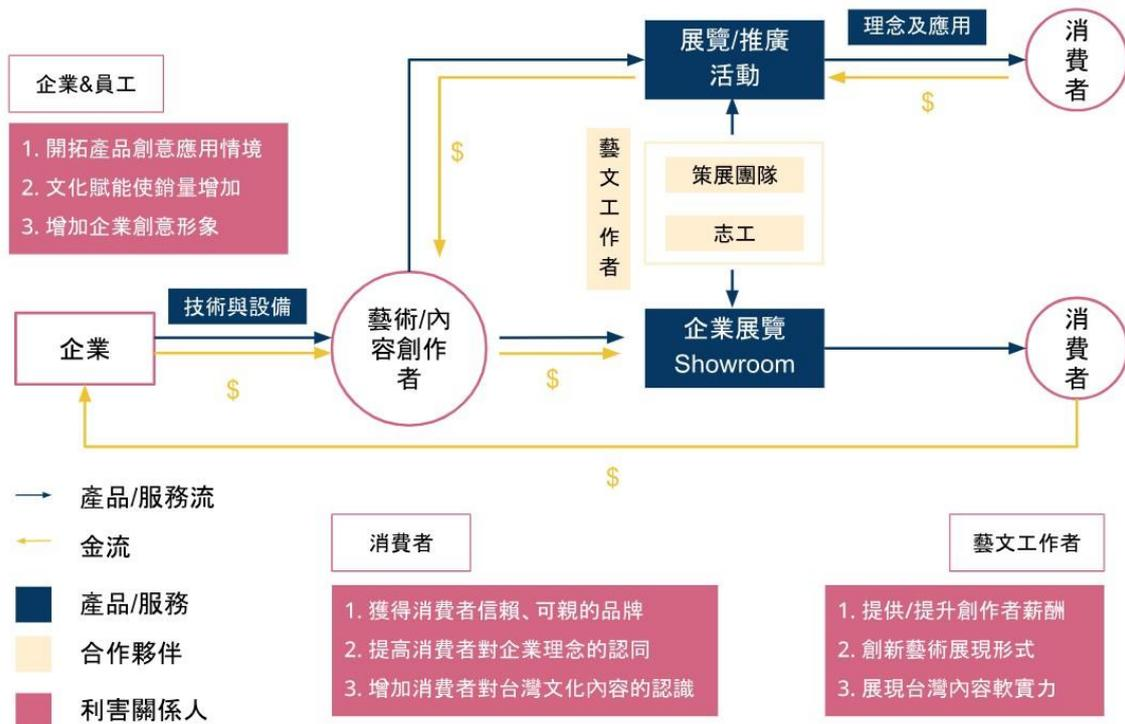 理念及應用
展覽/推廣
活動
消
費
者
企業&員工
$
$
1. 開拓產品創意應用情境
2. 文化賦能使銷量增加
3. 增加企業創意形象
藝
文
工
作
者
策展團隊
志工
技術與設備
企業
藝術/內
容創作
者
企業展覽
Showroom
消
費
者
$
$
$
產品/服務流
金流
產品/服務
合作夥伴
利害關係人
消費者
1. 獲得消費者信賴、可親的品牌
2. 提高消費者對企業理念的認同
3. 增加消費者對台灣文化內容的認識
藝文工作者
1. 提供/提升創作者薪酬
2. 創新藝術展現形式
3. 展現台灣內容軟實力